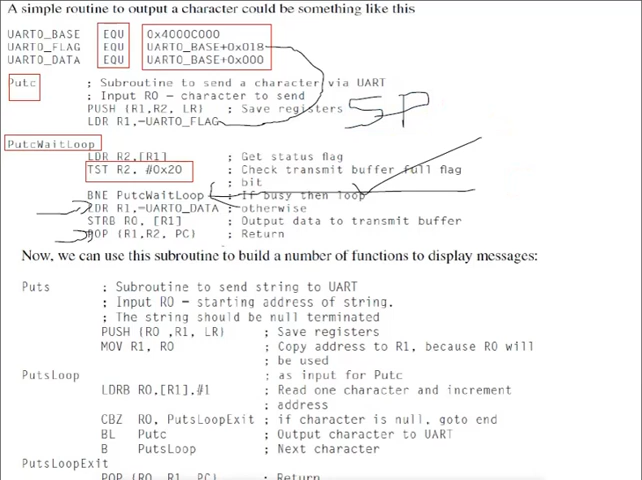 A simple routine to output a character could be something like this
UART0_BASE EQU 0x4000C000
UART0_FLAG EQU UART0_BASE+0x018
UART0_DATA EQU UART0_BASE+0x000
Putc ; Subroutine to send a character via UART
; Input R0 – character to send
PUSH {R1,R2, LR} ; Save registers
LDR R1,=UART0_FLAG
SP
PutcWaitLoop
LDR R2,[R1] ; Get status flag
TST R2, #0x20 ; Check transmit buffer full flag
; bit
BNE PutcWaitLoop ; If busy then loop
LDR R1,=UART0_DATA ; otherwise
STRB R0, [R1] ; Output data to transmit buffer
POP {R1,R2, PC} ; Return
Now, we can use this subroutine to build a number of functions to display messages:
Puts ; Subroutine to send string to UART
; Input R0 – starting address of string.
; The string should be null terminated
PUSH {R0 ,R1, LR} ; Save registers
MOV R1, R0 ; Copy address to R1, because R0 will
; be used
PutsLoop ; as input for Putc
LDRB R0,[R1],#1 ; Read one character and increment
; address
CBZ R0, PutsLoopExit ; if character is null, goto end
BL Putc ; Output character to UART
B PutsLoop ; Next character
PutsLoopExit
POP {R0, R1, PC} ; Return